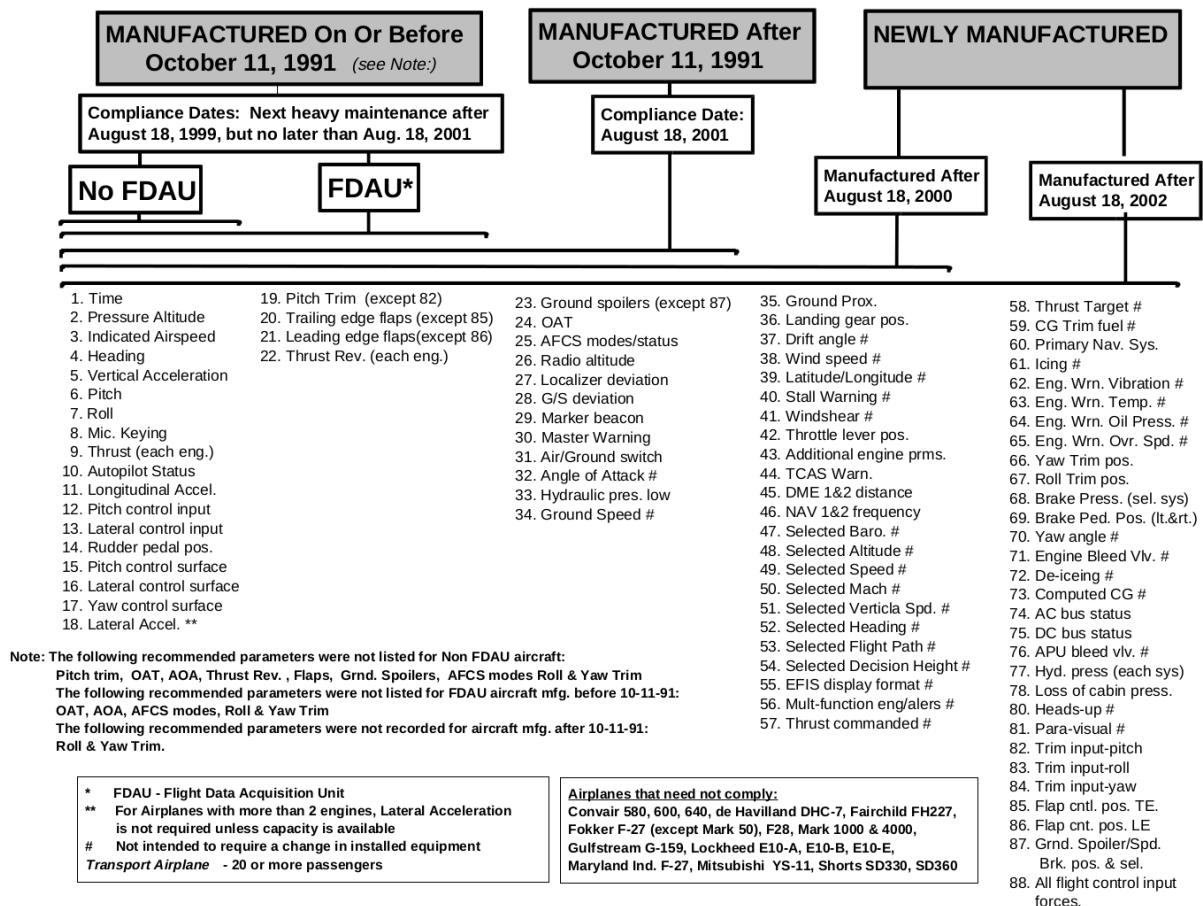 MANUFACTURED On Or Before
October 11, 1991 (see Note:)
MANUFACTURED After
October 11, 1991
NEWLY MANUFACTURED
Compliance Dates: Next heavy maintenance after
August 18, 1999, but no later than Aug. 18, 2001
Compliance Date:
August 18, 2001
No FDAU
FDAU*
Manufactured After
August 18, 2000
Manufactured After
August 18, 2002
1. Time
2. Pressure Altitude
3. Indicated Airspeed
4. Heading
5. Vertical Acceleration
6. Pitch
7. Roll
8. Mic. Keying
9. Thrust (each eng.)
10. Autopilot Status
11. Longitudinal Accel.
12. Pitch control input
13. Lateral control input
14. Rudder pedal pos.
15. Pitch control surface
16. Lateral control surface
17. Yaw control surface
18. Lateral Accel. **
19. Pitch Trim (except 82)
20. Trailing edge flaps (except 85)
21. Leading edge flaps(except 86)
22. Thrust Rev. (each eng.)
23. Ground spoilers (except 87)
24. OAT
25. AFCS modes/status
26. Radio altitude
27. Localizer deviation
28. G/S deviation
29. Marker beacon
30. Master Warning
31. Air/Ground switch
32. Angle of Attack #
33. Hydraulic pres. low
34. Ground Speed #
35. Ground Prox.
36. Landing gear pos.
37. Drift angle #
38. Wind speed #
39. Latitude/Longitude #
40. Stall Warning #
41. Windshear #
42. Throttle lever pos.
43. Additional engine prms.
44. TCAS Warn.
45. DME 1&2 distance
46. NAV 1&2 frequency
47. Selected Baro. #
48. Selected Altitude #
49. Selected Speed #
50. Selected Mach #
51. Selected Verticla Spd. #
52. Selected Heading #
53. Selected Flight Path #
54. Selected Decision Height #
55. EFIS display format #
56. Mult-function eng/alers #
57. Thrust commanded #
58. Thrust Target #
59. CG Trim fuel #
60. Primary Nav. Sys.
61. Icing #
62. Eng. Wrn. Vibration #
63. Eng. Wrn. Temp. #
64. Eng. Wrn. Oil Press. #
65. Eng. Wrn. Ovr. Spd. #
66. Yaw Trim pos.
67. Roll Trim pos.
68. Brake Press. (sel. sys)
69. Brake Ped. Pos. (lt.&rt.)
70. Yaw angle #
71. Engine Bleed Vlv. #
72. De-iceing #
73. Computed CG #
74. AC bus status
75. DC bus status
76. APU bleed vlv. #
77. Hyd. press (each sys)
78. Loss of cabin press.
80. Heads-up #
81. Para-visual #
82. Trim input-pitch
83. Trim input-roll
84. Trim input-yaw
85. Flap cntl. pos. TE.
86. Flap cnt. pos. LE
87. Grnd. Spoiler/Spd.
Brk. pos. & sel.
88. All flight control input
forces.
Note: The following recommended parameters were not listed for Non FDAU aircraft:
Pitch trim, OAT, AOA, Thrust Rev. , Flaps, Grnd. Spoilers, AFCS modes Roll & Yaw Trim
The following recommended parameters were not listed for FDAU aircraft mfg. before 10-11-91:
OAT, AOA, AFCS modes, Roll & Yaw Trim
The following recommended parameters were not recorded for aircraft mfg. after 10-11-91:
Roll & Yaw Trim.
* FDAU - Flight Data Acquisition Unit
** For Airplanes with more than 2 engines, Lateral Acceleration
is not required unless capacity is available
# Not intended to require a change in installed equipment
Transport Airplane - 20 or more passengers
Airplanes that need not comply:
Convair 580, 600, 640, de Havilland DHC-7, Fairchild FH227,
Fokker F-27 (except Mark 50), F28, Mark 1000 & 4000,
Gulfstream G-159, Lockheed E10-A, E10-B, E10-E,
Maryland Ind. F-27, Mitsubishi YS-11, Shorts SD330, SD360